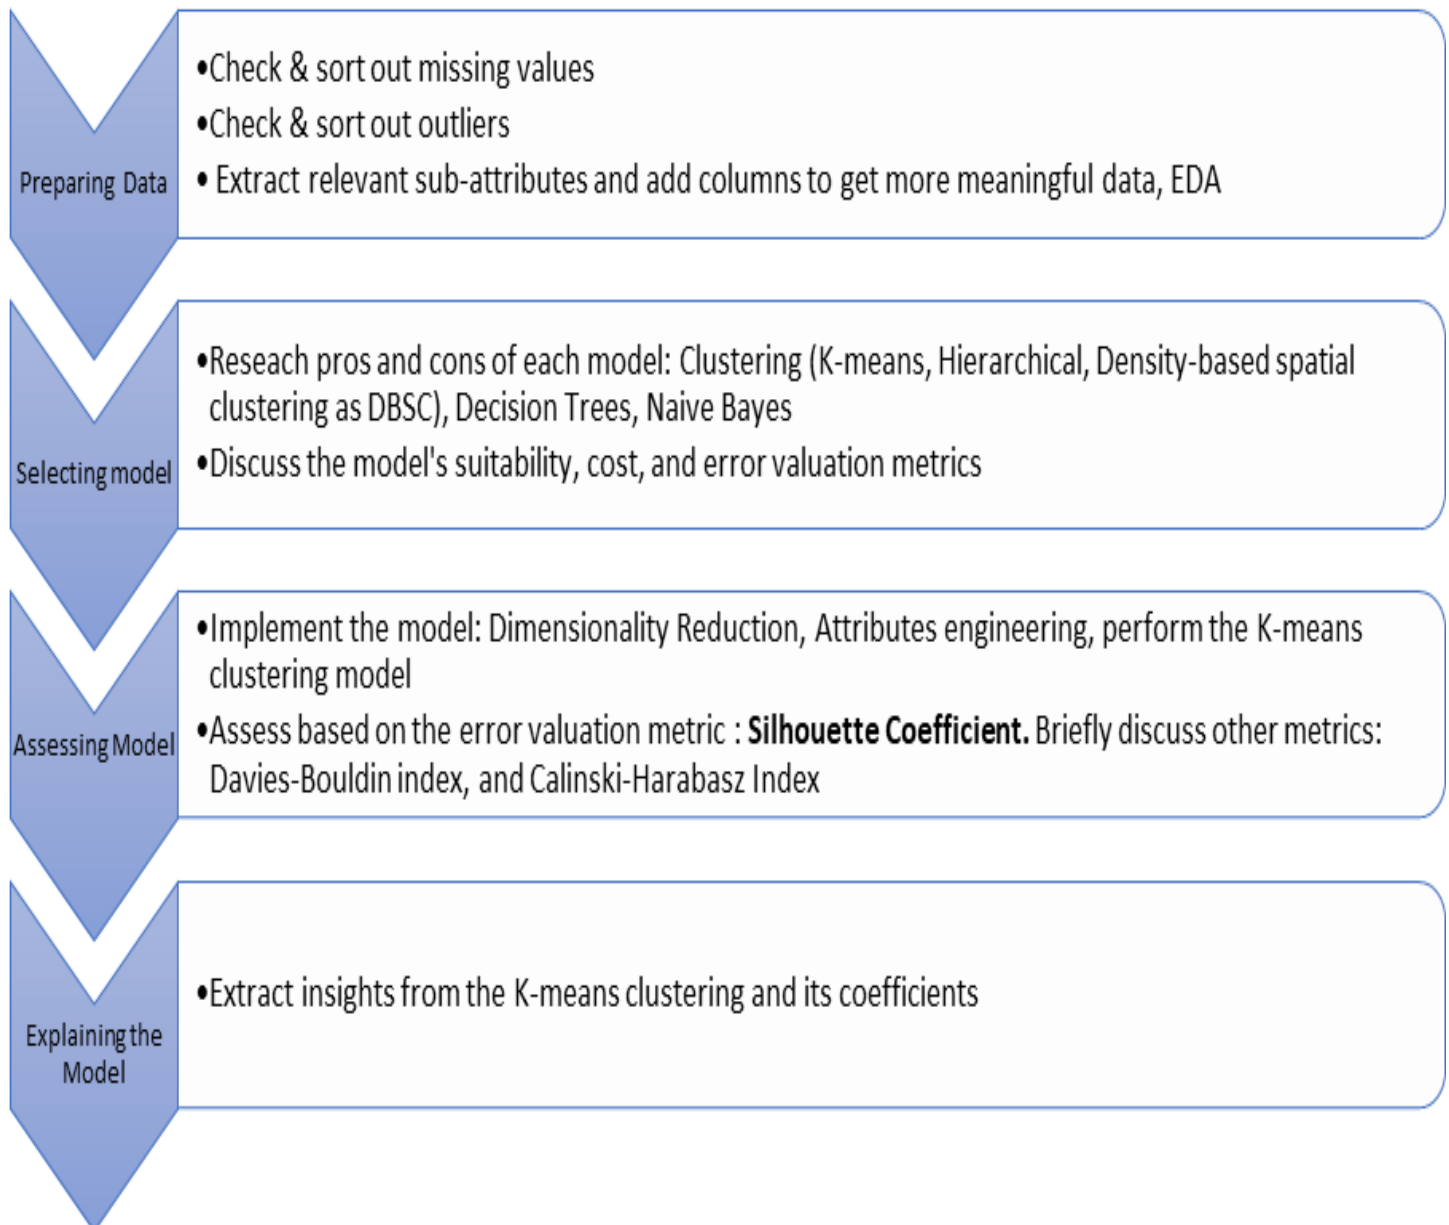 Preparing Data
•Check & sort out missing values
•Check & sort out outliers
• Extract relevant sub-attributes and add columns to get more meaningful data, EDA
Selecting model
•Reseach pros and cons of each model: Clustering (K-means, Hierarchical, Density-based spatial
clustering as DBSC), Decision Trees, Naive Bayes
•Discuss the model's suitability, cost, and error valuation metrics
Assessing Model
•Implement the model: Dimensionality Reduction, Attributes engineering, perform the K-means
clustering model
•Assess based on the error valuation metric : Silhouette Coefficient. Briefly discuss other metrics:
Davies-Bouldin index, and Calinski-Harabasz Index
Explaining the
Model
•Extract insights from the K-means clustering and its coefficients